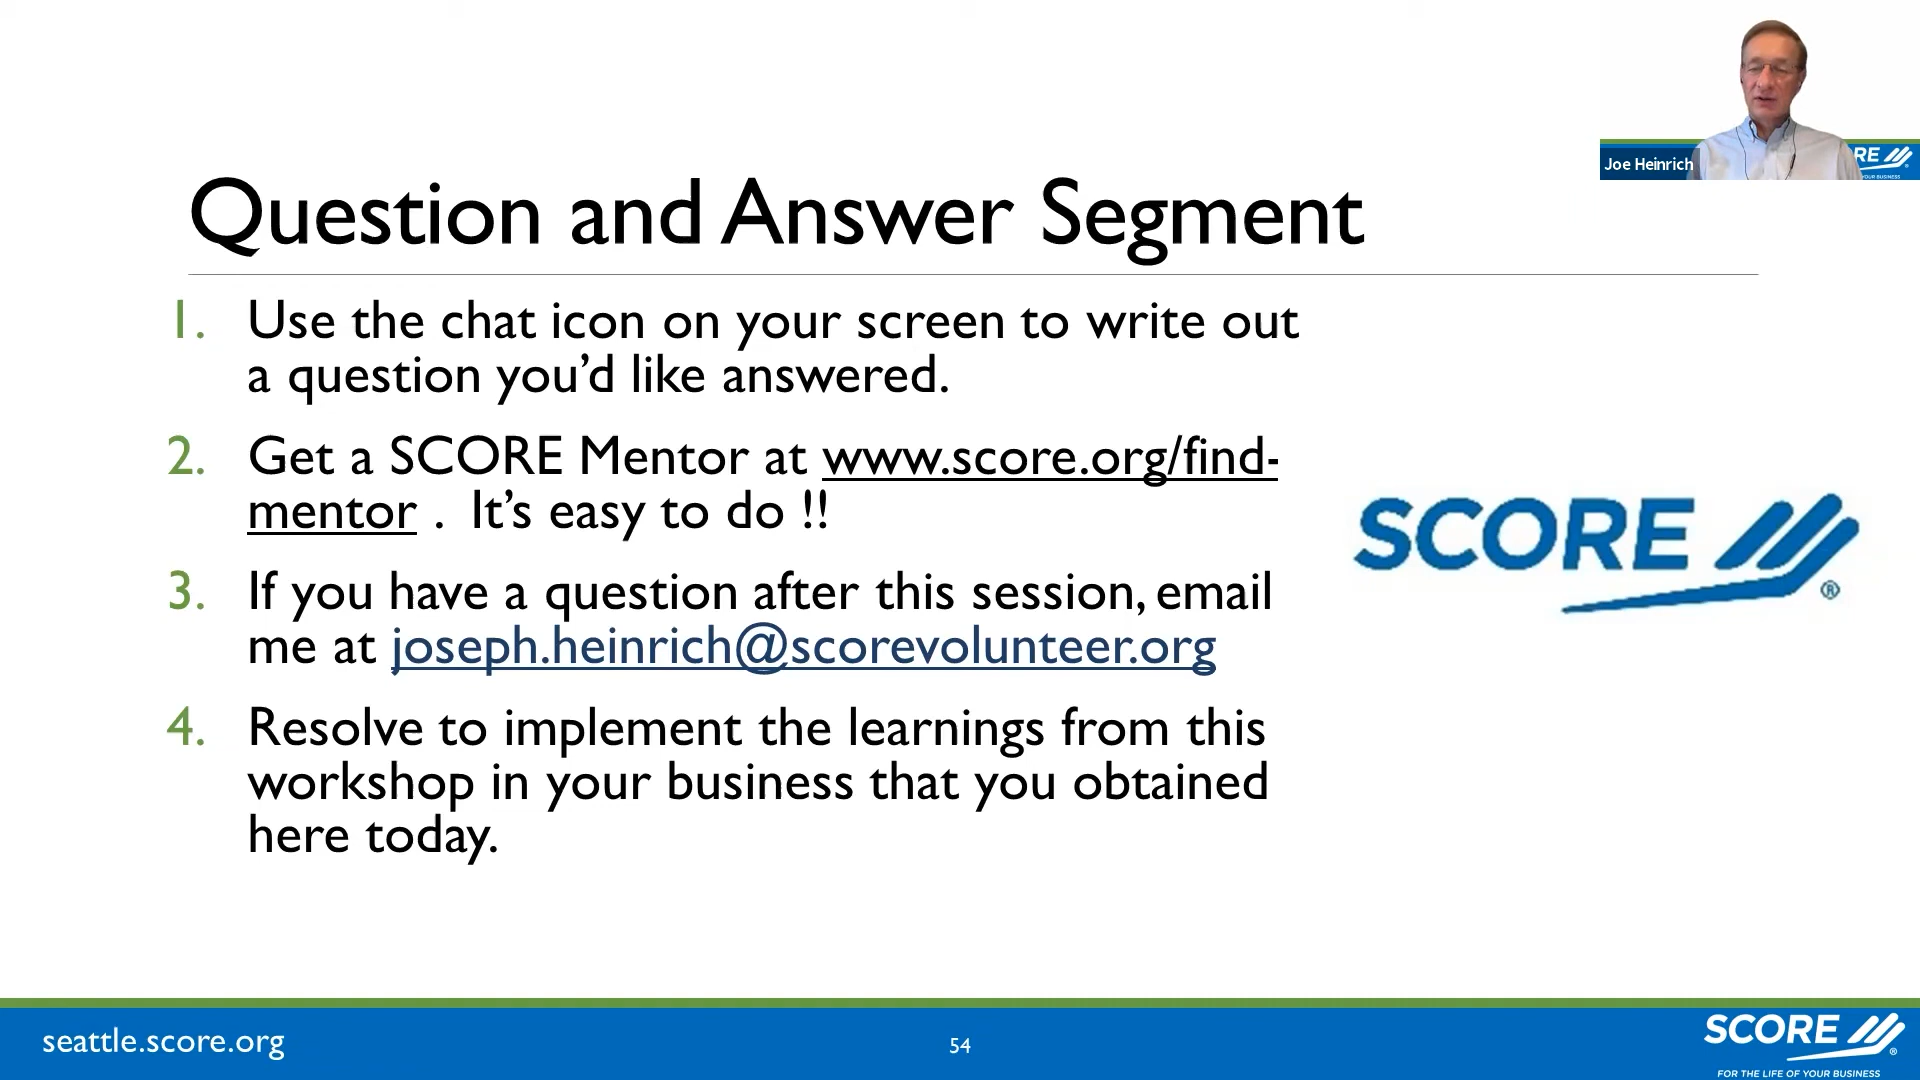 Joe Heinrich
RE
YOUR BUSINESS
Question and Answer Segment
1. Use the chat icon on your screen to write out
a question you’d like answered.
2. Get a SCORE Mentor at www.score.org/find-
mentor . It’s easy to do !!
3. If you have a question after this session, email
me at joseph.heinrich@scorevolunteer.org
4. Resolve to implement the learnings from this
workshop in your business that you obtained
here today.
SCORE ®
seattle.score.org
54
SCORE ®
FOR THE LIFE OF YOUR BUSINESS